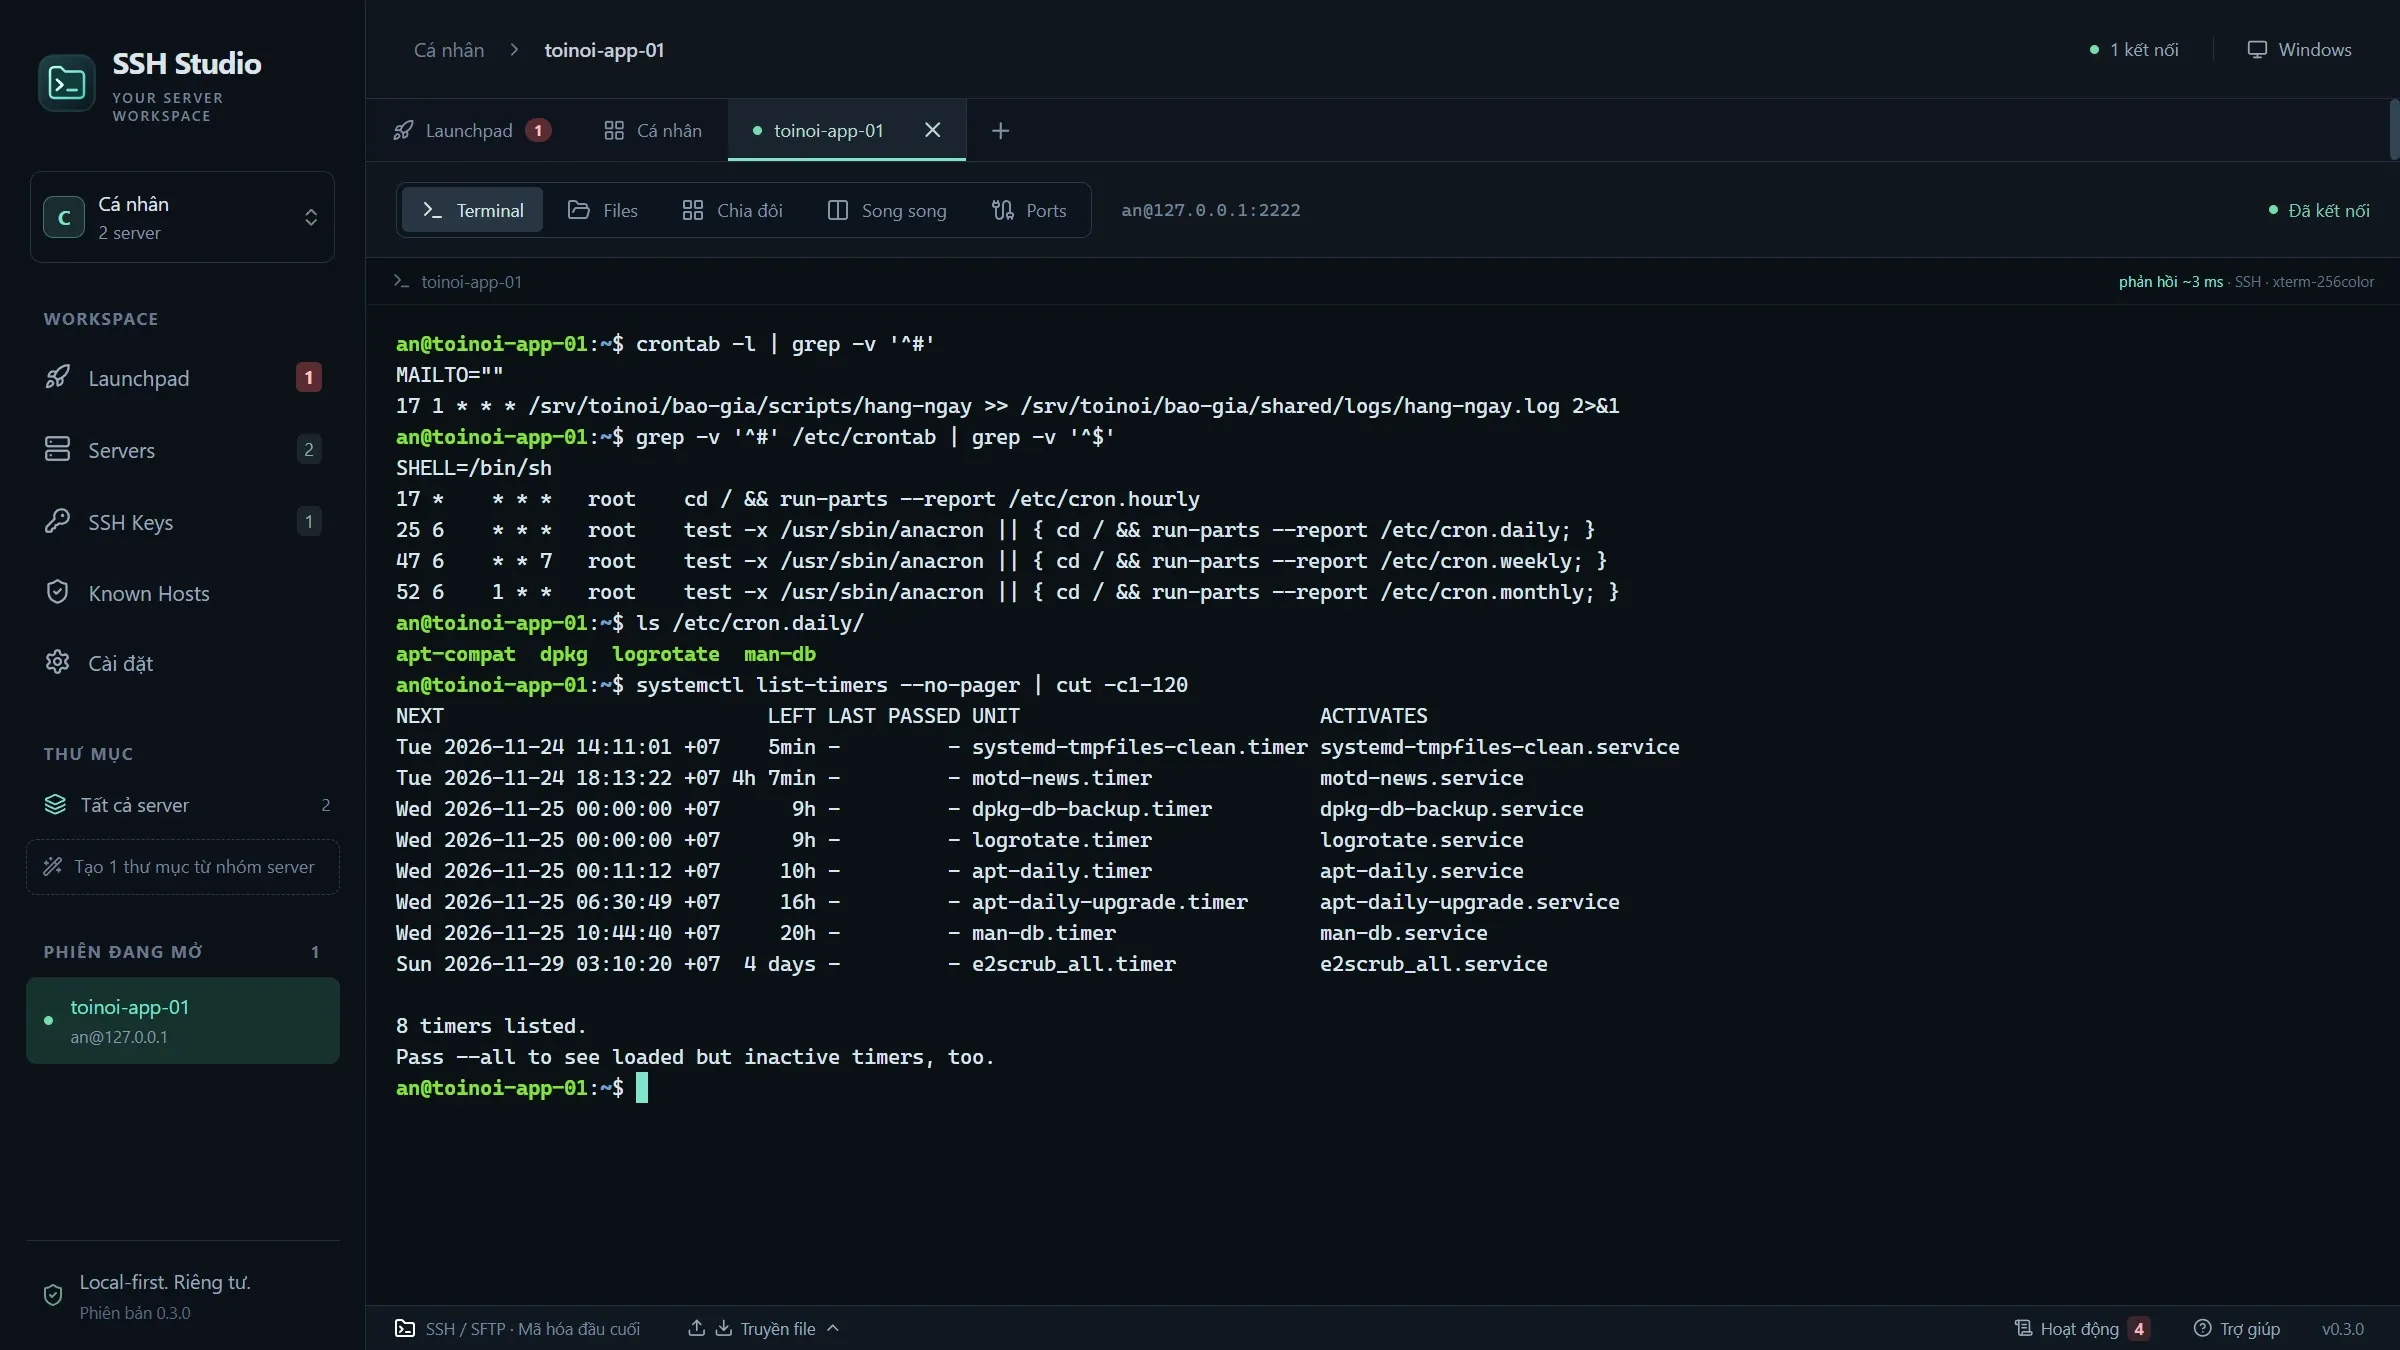 SSH Studio
YOUR SERVER
WORKSPACE
C
Cá nhân
2 server
WORKSPACE
Launchpad 1
Servers 2
SSH Keys 1
Known Hosts
Cài đặt
THƯ MỤC
Tất cả server 2
Tạo 1 thư mục từ nhóm server
PHIÊN ĐANG MỞ 1
toinoi-app-01
an@127.0.0.1
Local-first. Riêng tư.
Phiên bản 0.3.0
Cá nhân > toinoi-app-01
1 kết nối
Windows
Launchpad 1
Cá nhân
toinoi-app-01
Terminal
Files
Chia đôi
Song song
Ports
an@127.0.0.1:2222
Đã kết nối
toinoi-app-01
phản hồi ~3 ms · SSH · xterm-256color
an@toinoi-app-01:~$ crontab -l | grep -v '^#'
MAILTO=""
17 1 * * * /srv/toinoi/bao-gia/scripts/hang-ngay >> /srv/toinoi/bao-gia/shared/logs/hang-ngay.log 2>&1
an@toinoi-app-01:~$ grep -v '^#' /etc/crontab | grep -v '^$'
SHELL=/bin/sh
17 *    * * *   root    cd / && run-parts --report /etc/cron.hourly
25 6    * * *   root    test -x /usr/sbin/anacron || { cd / && run-parts --report /etc/cron.daily; }
47 6    * * 7   root    test -x /usr/sbin/anacron || { cd / && run-parts --report /etc/cron.weekly; }
52 6    1 * *   root    test -x /usr/sbin/anacron || { cd / && run-parts --report /etc/cron.monthly; }
an@toinoi-app-01:~$ ls /etc/cron.daily/
apt-compat  dpkg  logrotate  man-db
an@toinoi-app-01:~$ systemctl list-timers --no-pager | cut -c1-120
NEXT                           LEFT LAST PASSED UNIT                         ACTIVATES
Tue 2026-11-24 14:11:01 +07    5min -         - systemd-tmpfiles-clean.timer systemd-tmpfiles-clean.service
Tue 2026-11-24 18:13:22 +07 4h 7min -         - motd-news.timer              motd-news.service
Wed 2026-11-25 00:00:00 +07      9h -         - dpkg-db-backup.timer         dpkg-db-backup.service
Wed 2026-11-25 00:00:00 +07      9h -         - logrotate.timer              logrotate.service
Wed 2026-11-25 00:11:12 +07     10h -         - apt-daily.timer              apt-daily.service
Wed 2026-11-25 06:30:49 +07     16h -         - apt-daily-upgrade.timer      apt-daily-upgrade.service
Wed 2026-11-25 10:44:40 +07     20h -         - man-db.timer                 man-db.service
Sun 2026-11-29 03:10:20 +07  4 days -         - e2scrub_all.timer            e2scrub_all.service
8 timers listed.
Pass --all to see loaded but inactive timers, too.
an@toinoi-app-01:~$
SSH / SFTP · Mã hóa đầu cuối
Truyền file
Hoạt động 4
Trợ giúp
v0.3.0